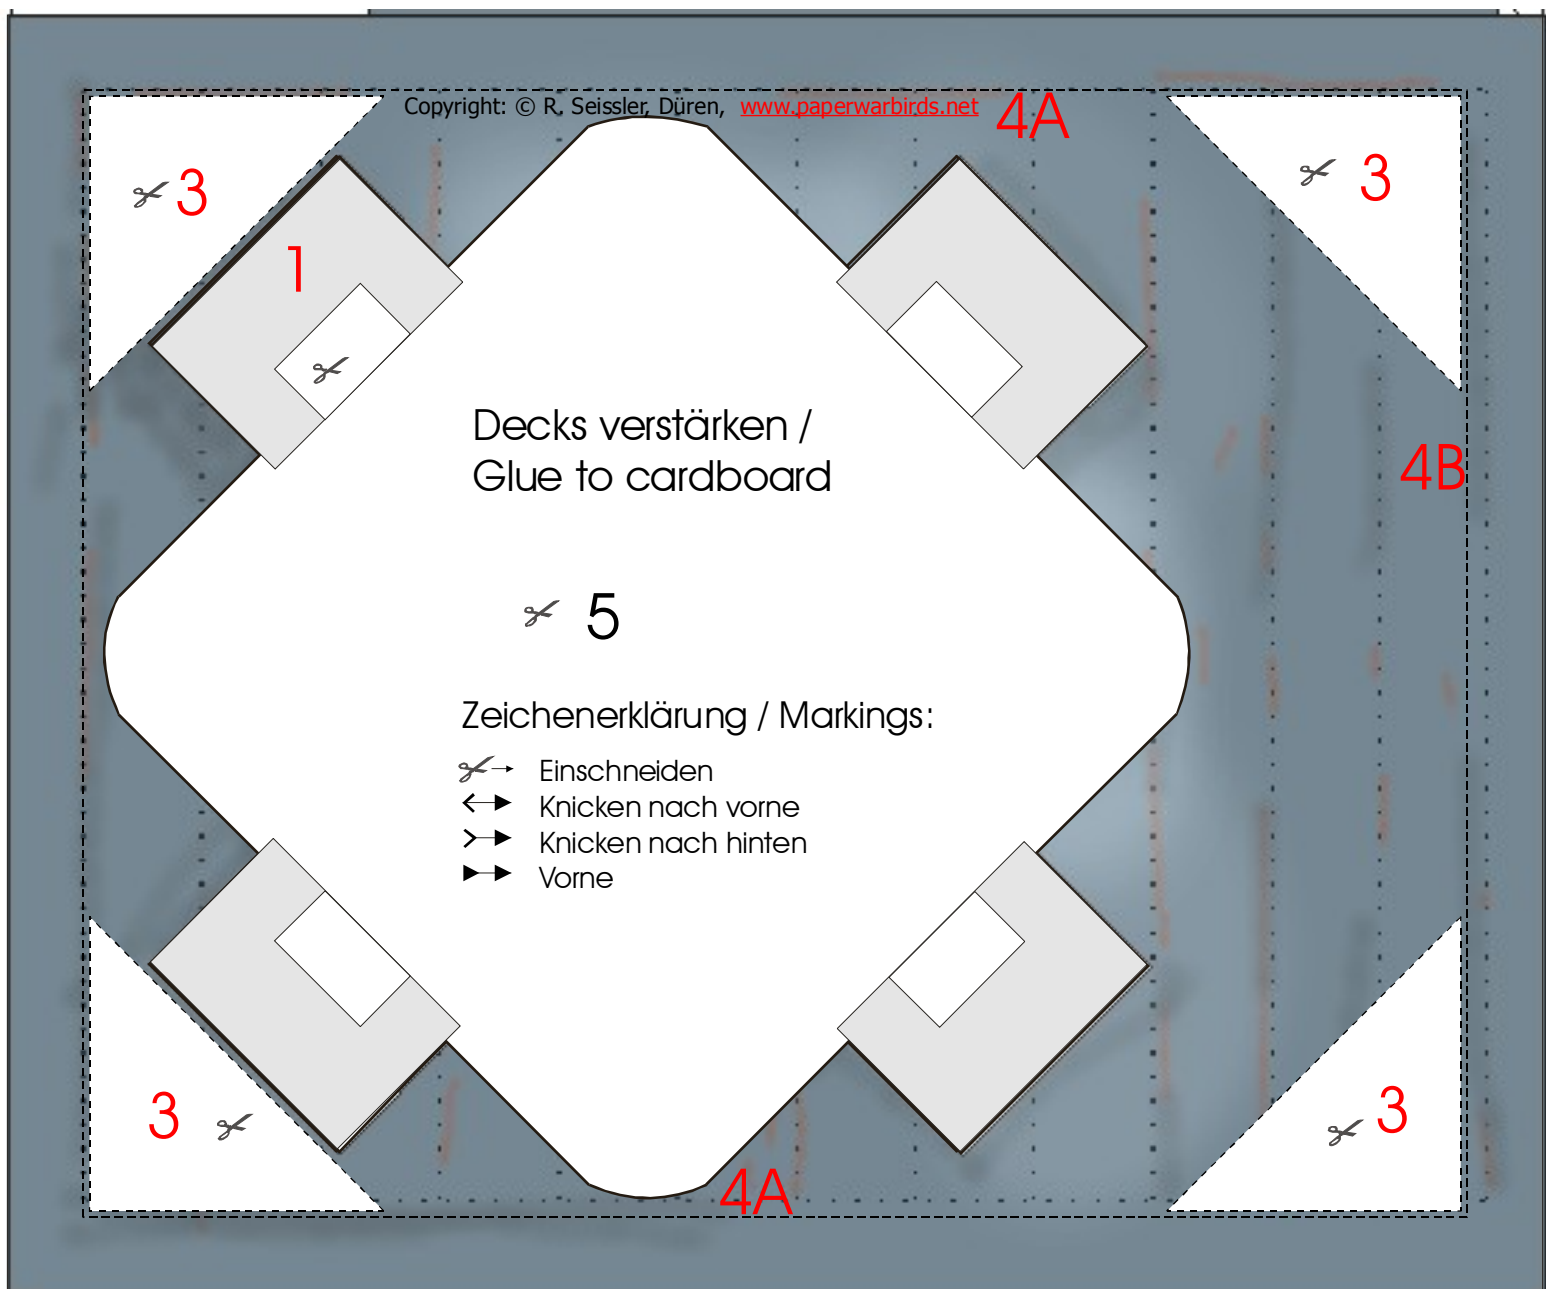 Copyright: © R. Seissler, Düren, www.paperwarbirds.net
4A
3
3
1
Decks verstärken /
Glue to cardboard
4B
5
Zeichenerklärung / Markings:
Einschneiden
Knicken nach vorne
Knicken nach hinten
Vorne
3
3
4A